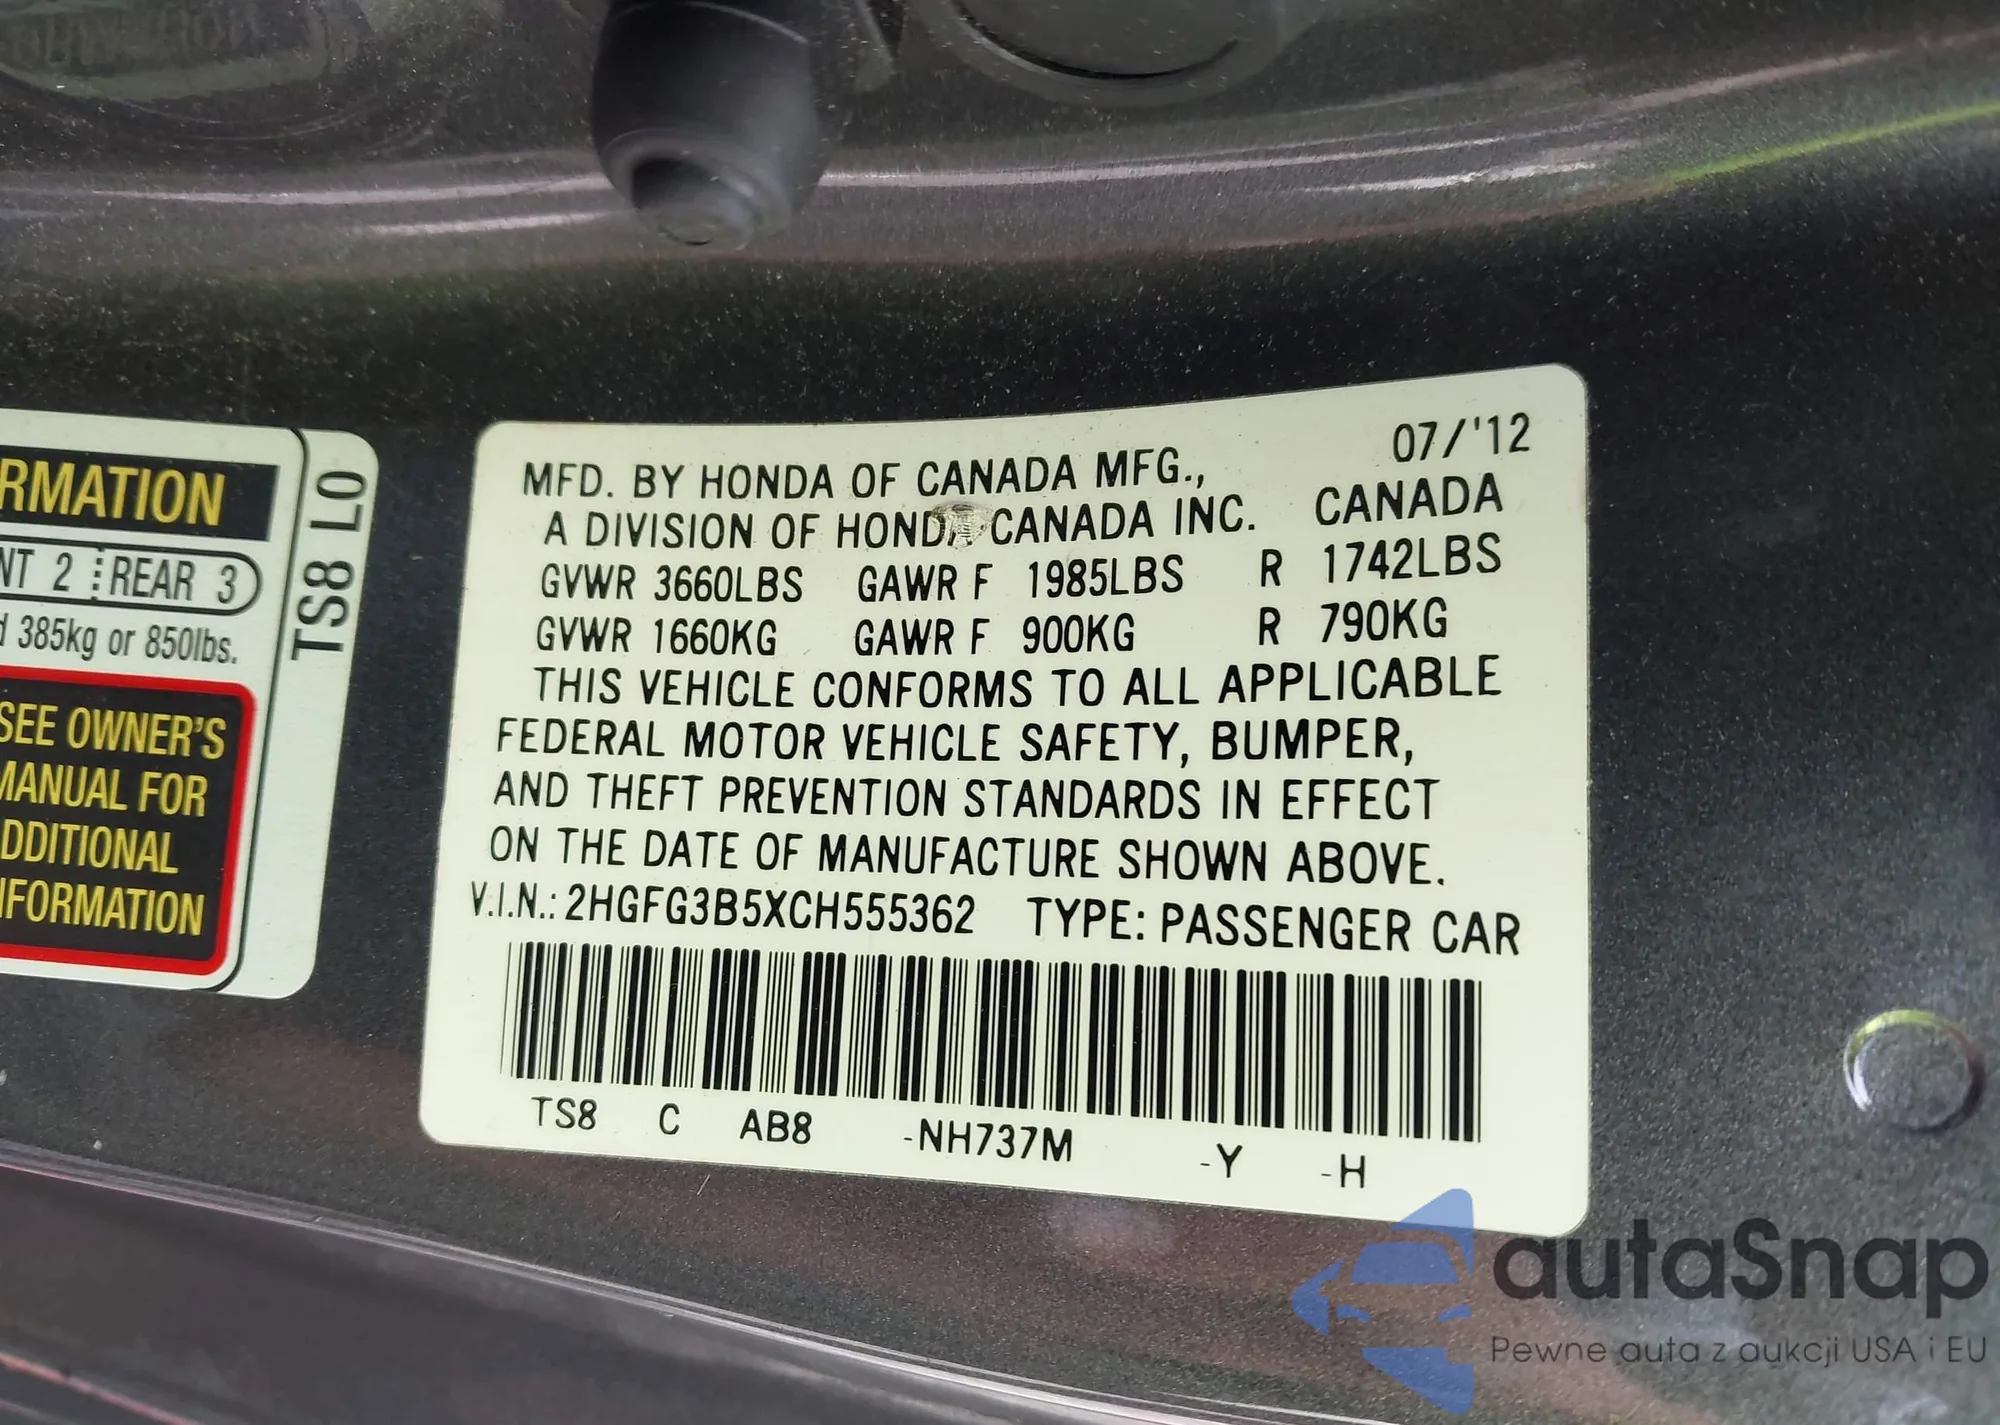 RMATION
NT 2 REAR 3
385kg or 850lbs.
SEE OWNER'S
MANUAL FOR
DDITIONAL
NFORMATION
TS8 L0
07/'12
MFD. BY HONDA OF CANADA MFG.,
A DIVISION OF HONDA CANADA INC. CANADA
GVWR 3660LBS GAWR F 1985LBS R 1742LBS
GVWR 1660KG GAWR F 900KG R 790KG
THIS VEHICLE CONFORMS TO ALL APPLICABLE
FEDERAL MOTOR VEHICLE SAFETY, BUMPER,
AND THEFT PREVENTION STANDARDS IN EFFECT
ON THE DATE OF MANUFACTURE SHOWN ABOVE.
V.I.N.: 2HGFG3B5XCH555362 TYPE: PASSENGER CAR
TS8 C AB8 -NH737M -Y -H
autaSnap
Pewne auta z aukcji USA i EU